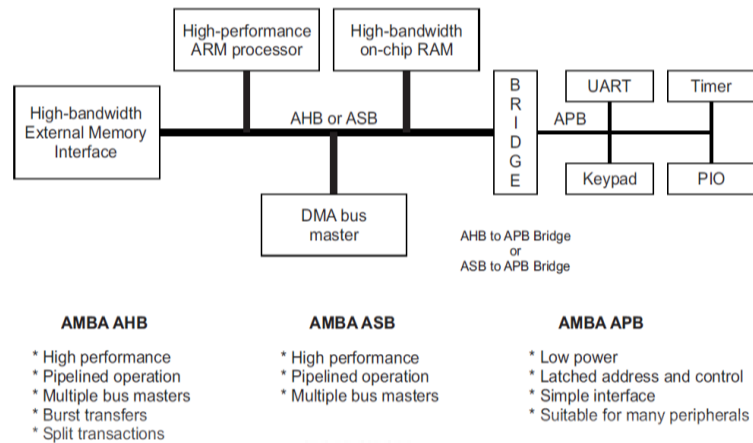 High-performance
ARM processor
High-bandwidth
on-chip RAM
High-bandwidth
External Memory
Interface
AHB or ASB
B
R
I
D
G
E
APB
UART
Timer
Keypad
PIO
DMA bus
master
AHB to APB Bridge
or
ASB to APB Bridge
AMBA AHB
* High performance
* Pipelined operation
* Multiple bus masters
* Burst transfers
* Split transactions
AMBA ASB
* High performance
* Pipelined operation
* Multiple bus masters
AMBA APB
* Low power
* Latched address and control
* Simple interface
* Suitable for many peripherals